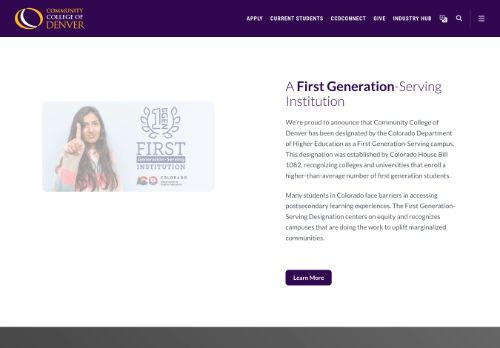 COMMUNITY
COLLEGE OF
DENVER
APPLY CURRENT STUDENTS CCDCONNECT GIVE INDUSTRY HUB
A First Generation-Serving
Institution
We're proud to announce that Community College of
Denver has been designated by the Colorado Department
of Higher Education as a First Generation-Serving campus.
This designation was established by Colorado House Bill
1082, recognizing colleges and universities that enroll a
higher-than-average number of first generation students.
Many students in Colorado face barriers in accessing
postsecondary learning experiences. The First Generation-
Serving Designation centers on equity and recognizes
campuses that are doing the work to uplift marginalized
communities.
Learn More
1ST
GEN
FIRST
Generation-Serving
INSTITUTION
COLORADO